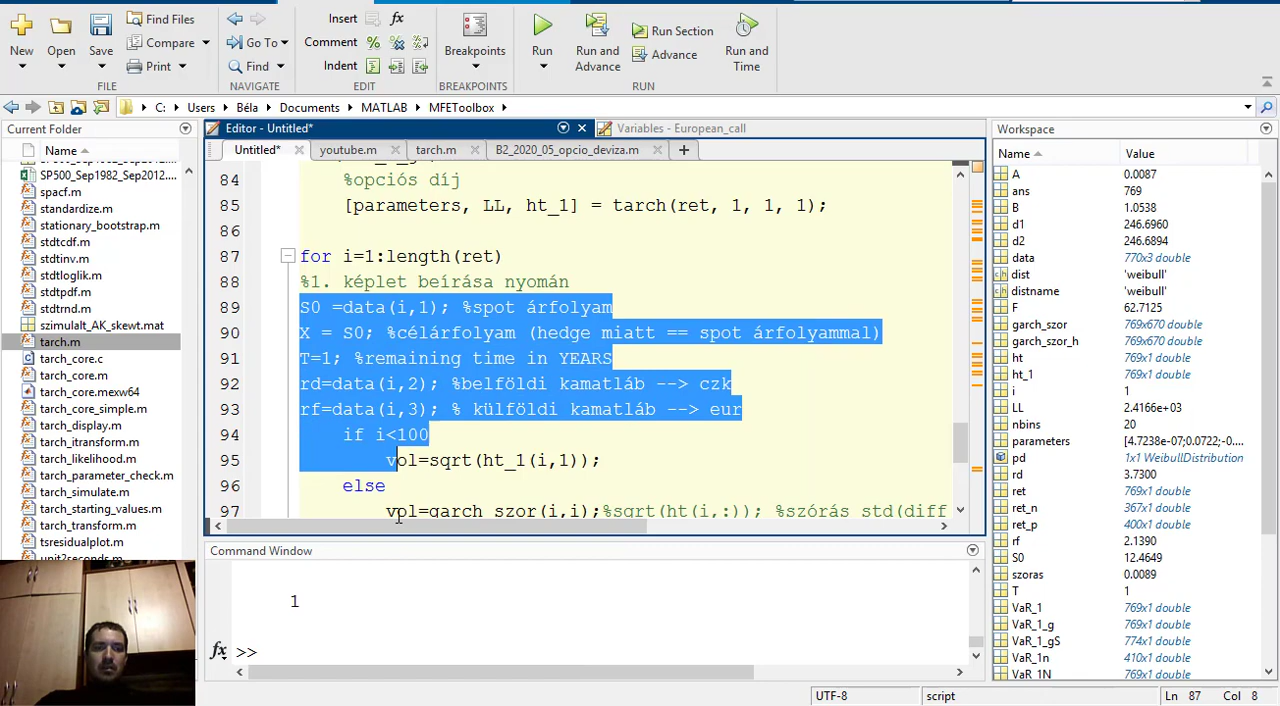 New
Open
Save
Find Files
Compare
Print
FILE
Go To
Find
NAVIGATE
Insert
fx
Comment
%
Indent
EDIT
Breakpoints
BREAKPOINTS
Run
Run and
Advance
Run Section
Advance
Run and
Time
RUN
C: Users Béla Documents MATLAB MFEToolbox
Current Folder
Name
SP500_Sep1982_Sep2012....
spacf.m
standardize.m
stationary_bootstrap.m
stdtcdf.m
stdtinv.m
stdtloglik.m
stdtpdf.m
stdtrnd.m
szimulalt_AK_skewt.mat
tarch.m
tarch_core.c
tarch_core.m
tarch_core.mexw64
tarch_core_simple.m
tarch_display.m
tarch_itransform.m
tarch_likelihood.m
tarch_parameter_check.m
tarch_simulate.m
tarch_starting_values.m
tarch_transform.m
tsresidualplot.m
unit2seconds.m
Editor - Untitled*
Variables - European_call
Untitled*
youtube.m
tarch.m
B2_2020_05_opcio_deviza.m
84 %opciós díj
85 [parameters, LL, ht_1] = tarch(ret, 1, 1, 1);
86
87 for i=1:length(ret)
88 %1. képlet beírása nyomán
89 S0 =data(i,1); %spot árfolyam
90 X = S0; %célárfolyam (hedge miatt == spot árfolyammal)
91 T=1; %remaining time in YEARS
92 rd=data(i,2); %belföldi kamatláb --> czk
93 rf=data(i,3); % külföldi kamatláb --> eur
94 if i<100
95 vol=sqrt(ht_1(i,1));
96 else
97 vol=garch_szor(i,i);%sqrt(ht(i,:)); %szórás std(diff
Command Window
1
fx >>
Workspace
Name Value
A 0.0087
ans 769
B 1.0538
d1 246.6960
d2 246.6894
data 770x3 double
dist 'weibull'
distname 'weibull'
F 62.7125
garch_szor 769x670 double
garch_szor_h 769x670 double
ht 769x1 double
ht_1 769x1 double
i 1
LL 2.4166e+03
nbins 20
parameters [4.7238e-07;0.0722;-0....
pd 1x1 WeibullDistribution
rd 3.7300
ret 769x1 double
ret_n 367x1 double
ret_p 400x1 double
rf 2.1390
S0 12.4649
szoras 0.0089
T 1
VaR_1 769x1 double
VaR_1_g 769x1 double
VaR_1_gS 774x1 double
VaR_1n 410x1 double
VaR_1N 769x1 double
UTF-8
script
Ln 87 Col 8